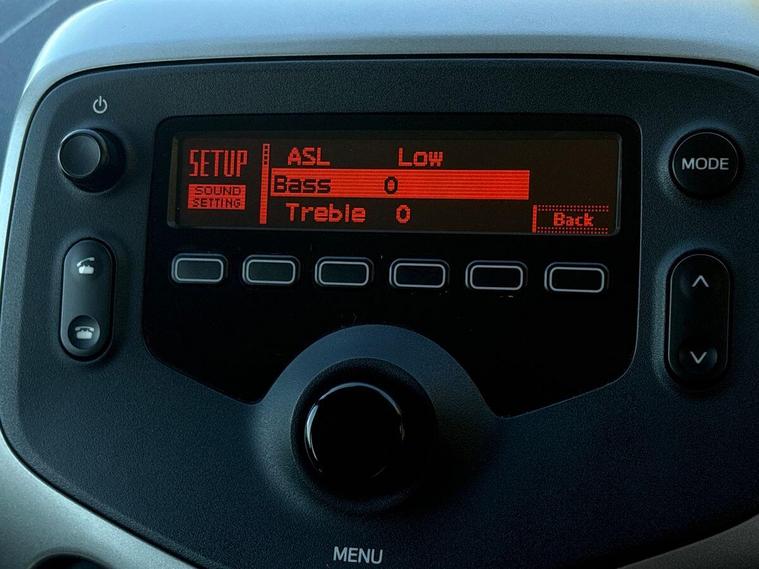 SETUP
SOUND
SETTING
ASL Low
Bass 0
Treble 0
Back
MODE
MENU